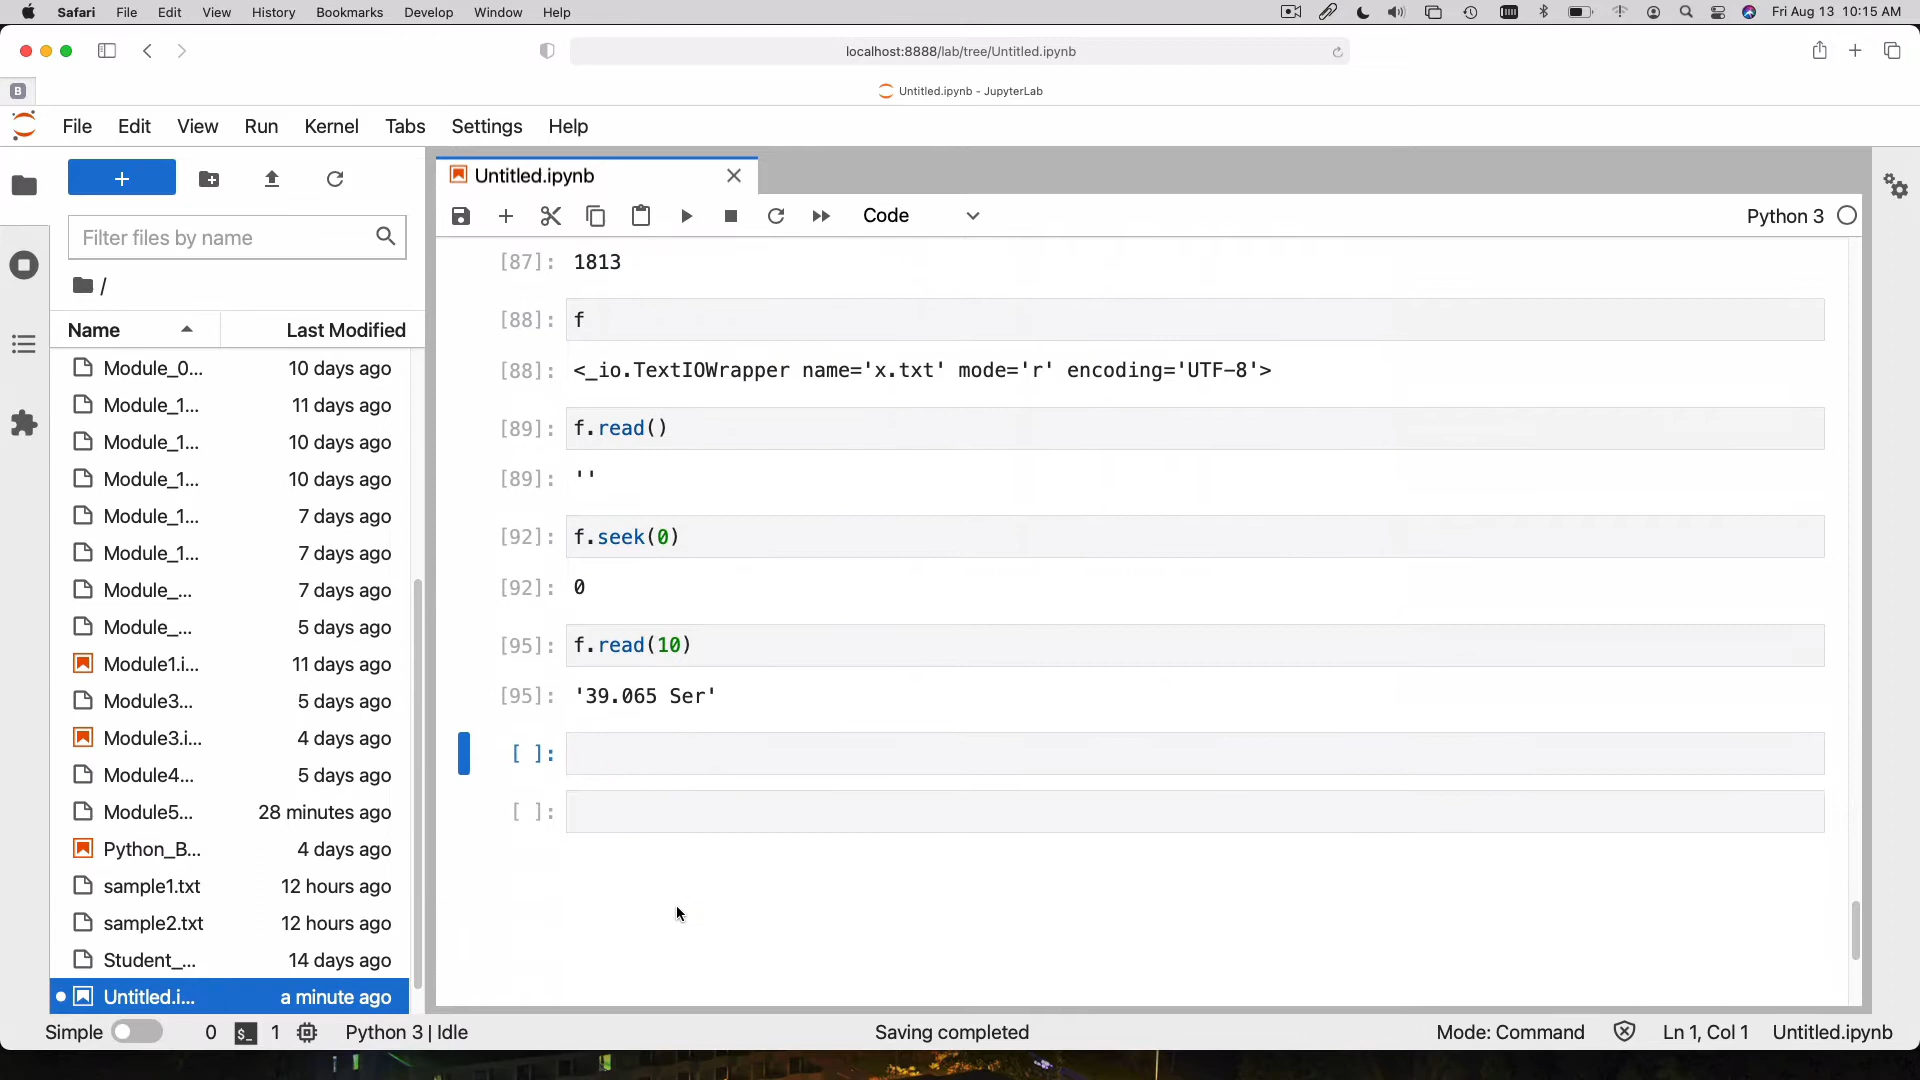 Safari File Edit View History Bookmarks Develop Window Help Fri Aug 13 10:15 AM
localhost:8888/lab/tree/Untitled.ipynb
B
Untitled.ipynb - JupyterLab
File Edit View Run Kernel Tabs Settings Help
+
Untitled.ipynb
Code
Python 3
Filter files by name
/
Name Last Modified
Module_0... 10 days ago
Module_1... 11 days ago
Module_1... 10 days ago
Module_1... 10 days ago
Module_1... 7 days ago
Module_1... 7 days ago
Module_... 7 days ago
Module_... 5 days ago
Module1.i... 11 days ago
Module3... 5 days ago
Module3.i... 4 days ago
Module4... 5 days ago
Module5... 28 minutes ago
Python_B... 4 days ago
sample1.txt 12 hours ago
sample2.txt 12 hours ago
Student_... 14 days ago
Untitled.i... a minute ago
[87]: 1813
[88]: f
[88]: <_io.TextIOWrapper name='x.txt' mode='r' encoding='UTF-8'>
[89]: f.read()
[89]: ''
[92]: f.seek(0)
[92]: 0
[95]: f.read(10)
[95]: '39.065 Ser'
[ ]:
[ ]:
Simple 0 $_ 1 Python 3 | Idle Saving completed Mode: Command Ln 1, Col 1 Untitled.ipynb